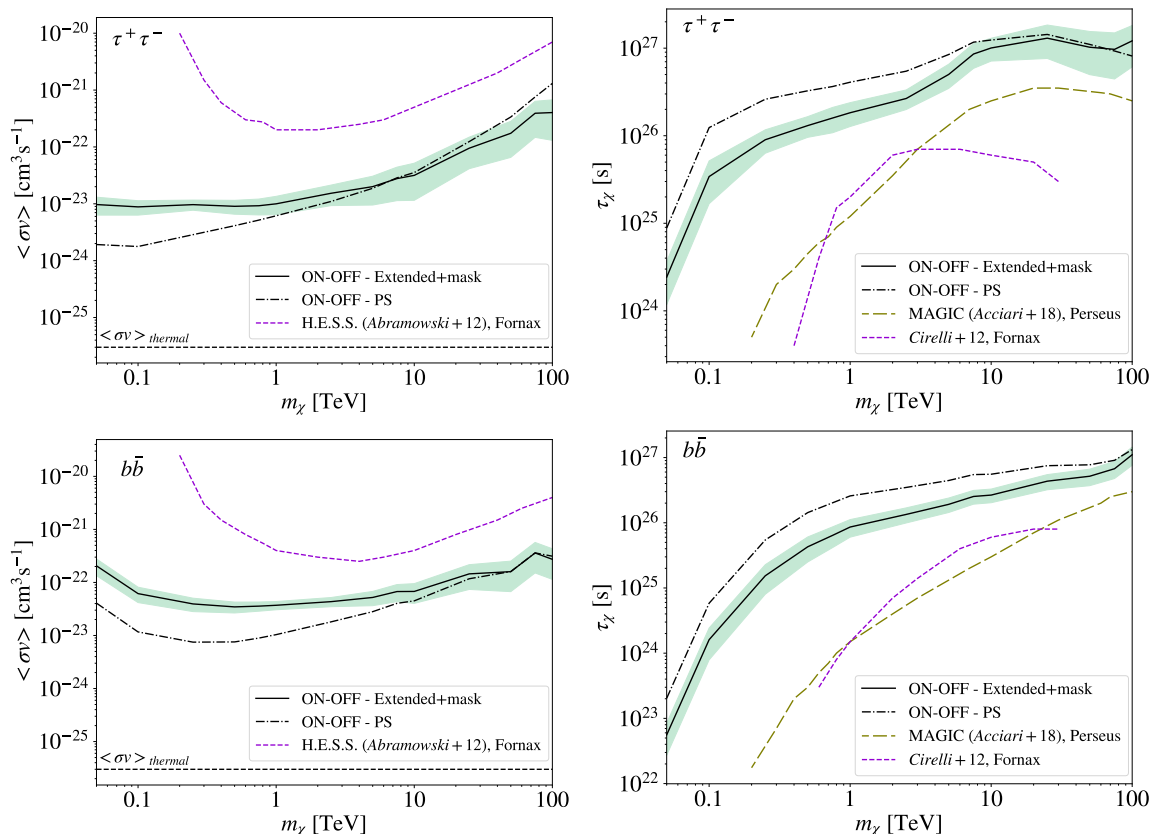 τ⁺τ⁻
10⁻²⁰
10⁻²¹
10⁻²²
10⁻²³
10⁻²⁴
10⁻²⁵
<σv> [cm³s⁻¹]
ON-OFF - Extended+mask
ON-OFF - PS
H.E.S.S. (Abramowski + 12), Fornax
<σv>thermal
0.1 1 10 100
mχ [TeV]
τ⁺τ⁻
10²⁷
10²⁶
10²⁵
10²⁴
τχ [s]
ON-OFF - Extended+mask
ON-OFF - PS
MAGIC (Acciari + 18), Perseus
Cirelli + 12, Fornax
0.1 1 10 100
mχ [TeV]
bb̄
10⁻²⁰
10⁻²¹
10⁻²²
10⁻²³
10⁻²⁴
10⁻²⁵
<σv> [cm³s⁻¹]
ON-OFF - Extended+mask
ON-OFF - PS
H.E.S.S. (Abramowski + 12), Fornax
<σv>thermal
0.1 1 10 100
mχ [TeV]
bb̄
10²⁷
10²⁶
10²⁵
10²⁴
10²³
10²²
τχ [s]
ON-OFF - Extended+mask
ON-OFF - PS
MAGIC (Acciari + 18), Perseus
Cirelli + 12, Fornax
0.1 1 10 100
mχ [TeV]